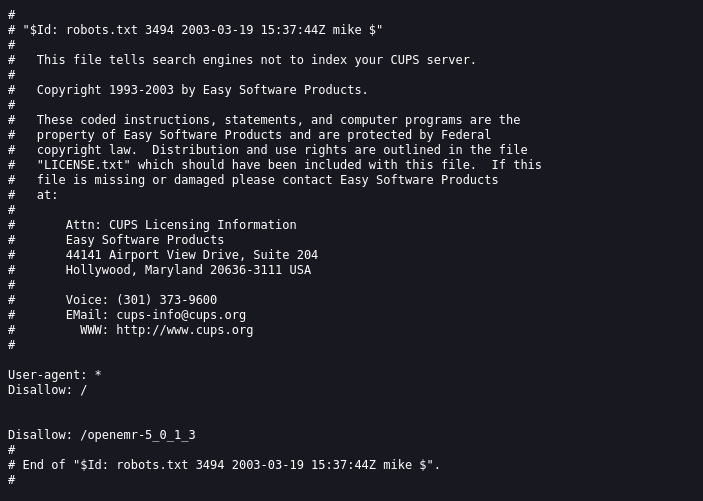 #
# "$Id: robots.txt 3494 2003-03-19 15:37:44Z mike $"
#
#   This file tells search engines not to index your CUPS server.
#
#   Copyright 1993-2003 by Easy Software Products.
#
#   These coded instructions, statements, and computer programs are the
#   property of Easy Software Products and are protected by Federal
#   copyright law.  Distribution and use rights are outlined in the file
#   "LICENSE.txt" which should have been included with this file.  If this
#   file is missing or damaged please contact Easy Software Products
#   at:
#
#       Attn: CUPS Licensing Information
#       Easy Software Products
#       44141 Airport View Drive, Suite 204
#       Hollywood, Maryland 20636-3111 USA
#
#       Voice: (301) 373-9600
#       EMail: cups-info@cups.org
#         WWW: http://www.cups.org
#

User-agent: *
Disallow: /


Disallow: /openemr-5_0_1_3
#
# End of "$Id: robots.txt 3494 2003-03-19 15:37:44Z mike $".
#